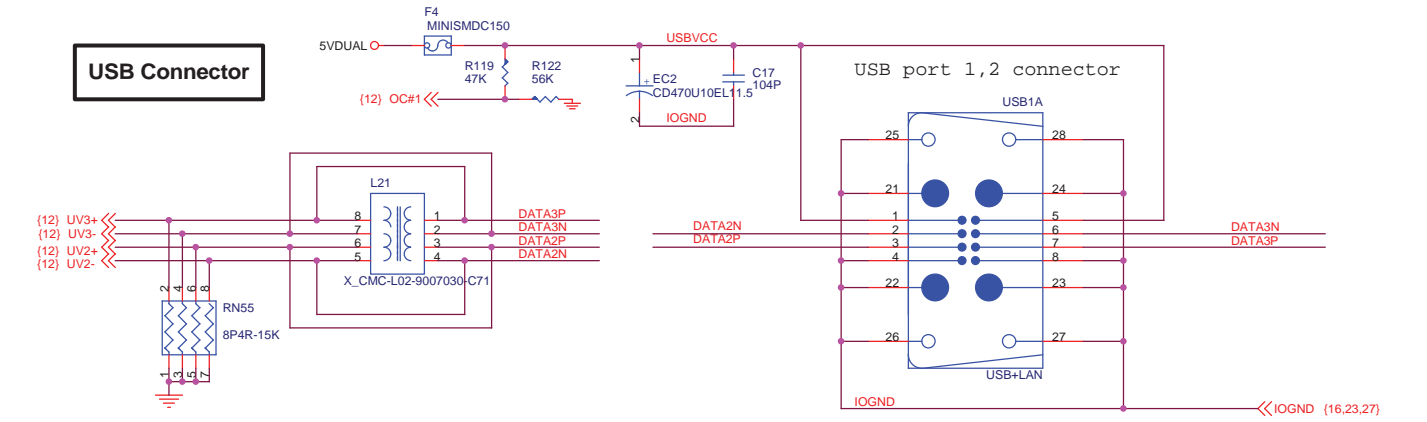 F4
MINISMDC150
5VDUAL
USBVCC
USB Connector
R119
47K
R122
56K
1
EC2
+
CD470U10EL11.5
2
C17
104P
IOGND
{12} OC#1
USB port 1,2 connector
USB1A
25
28
21
24
1
5
2
6
3
7
4
8
22
23
26
27
USB+LAN
DATA2N
DATA2P
DATA3N
DATA3P
L21
{12} UV3+
{12} UV3-
{12} UV2+
{12} UV2-
8
1
DATA3P
7
2
DATA3N
6
3
DATA2P
5
4
DATA2N
X_CMC-L02-9007030-C71
2
4
6
8
RN55
8P4R-15K
1
3
5
7
IOGND
IOGND {16,23,27}